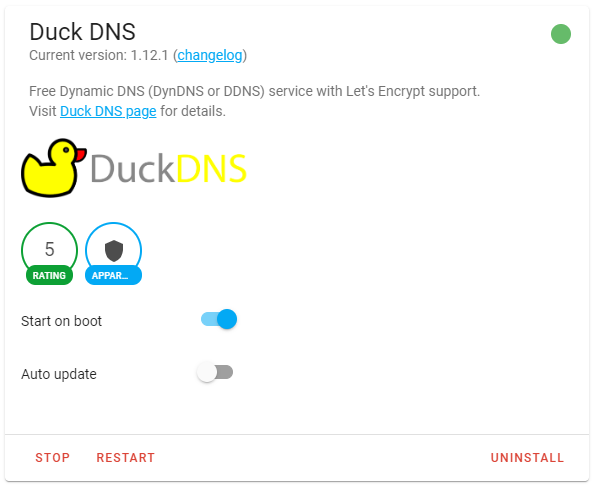 Duck DNS
Current version: 1.12.1 (changelog)
Free Dynamic DNS (DynDNS or DDNS) service with Let's Encrypt support.
Visit Duck DNS page for details.
DuckDNS
5
RATING
APPAR...
Start on boot
Auto update
STOP RESTART UNINSTALL